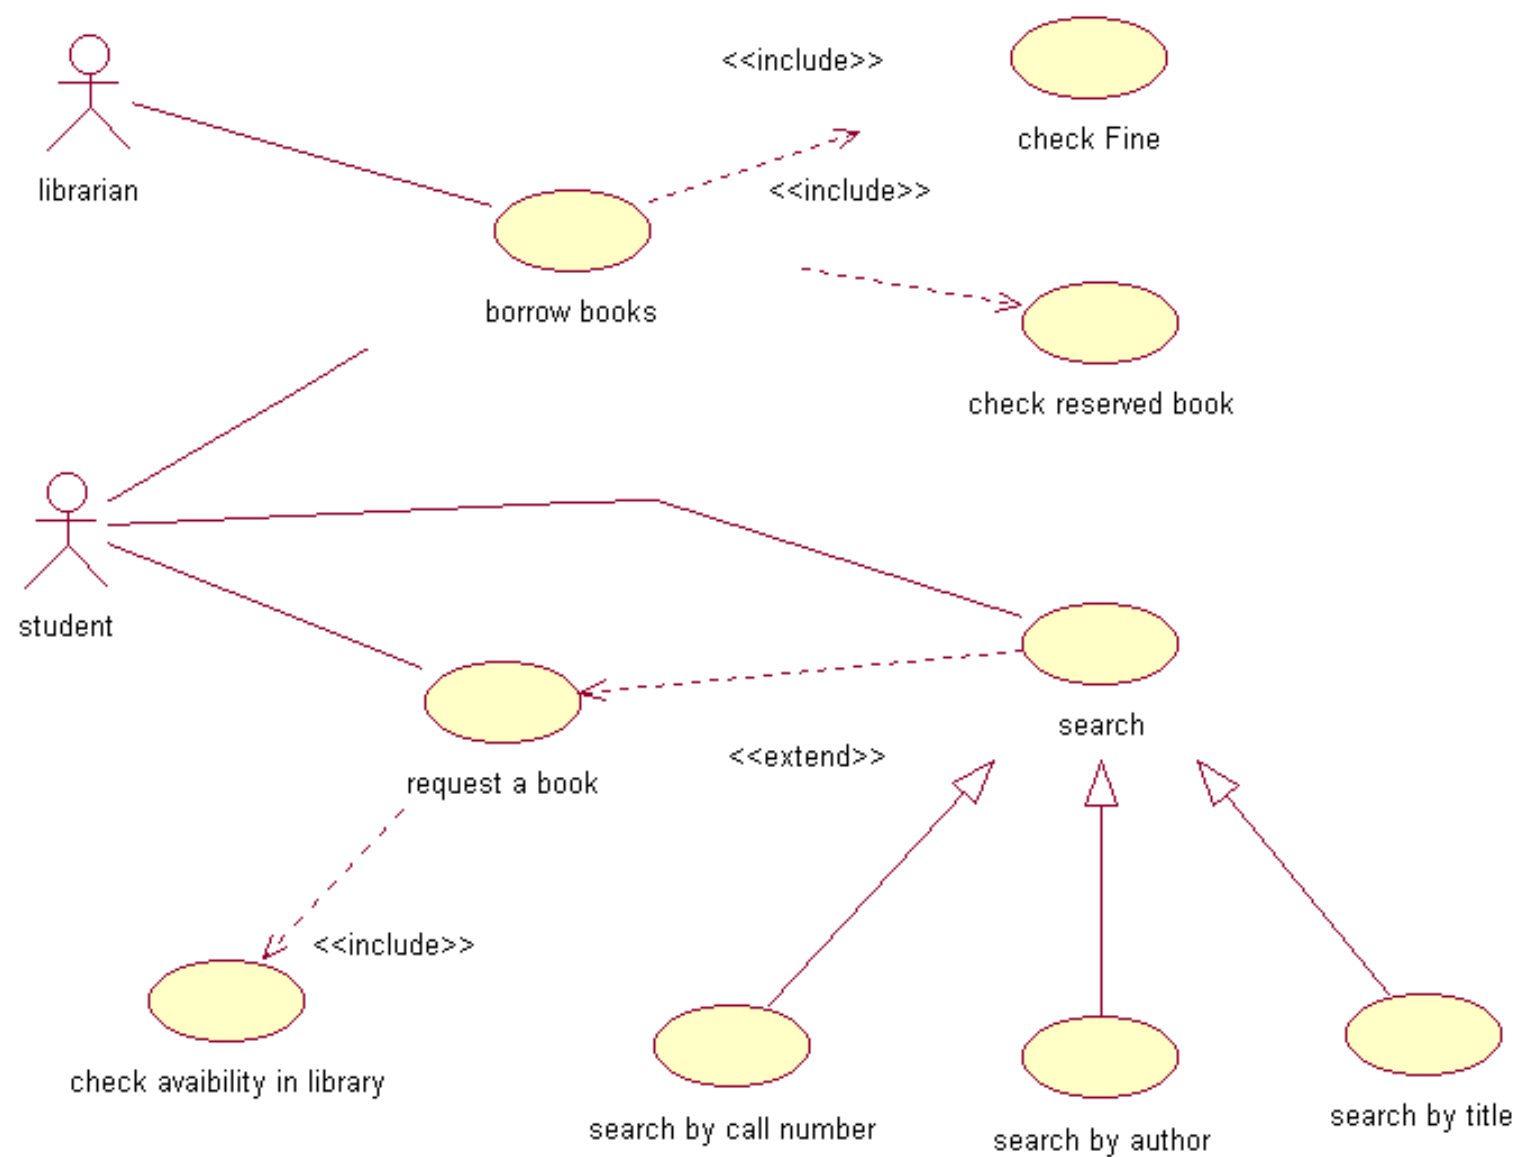 <<include>>
check Fine
librarian
<<include>>
borrow books
check reserved book
student
search
<<extend>>
request a book
<<include>>
check avaibility in library
search by call number
search by author
search by title